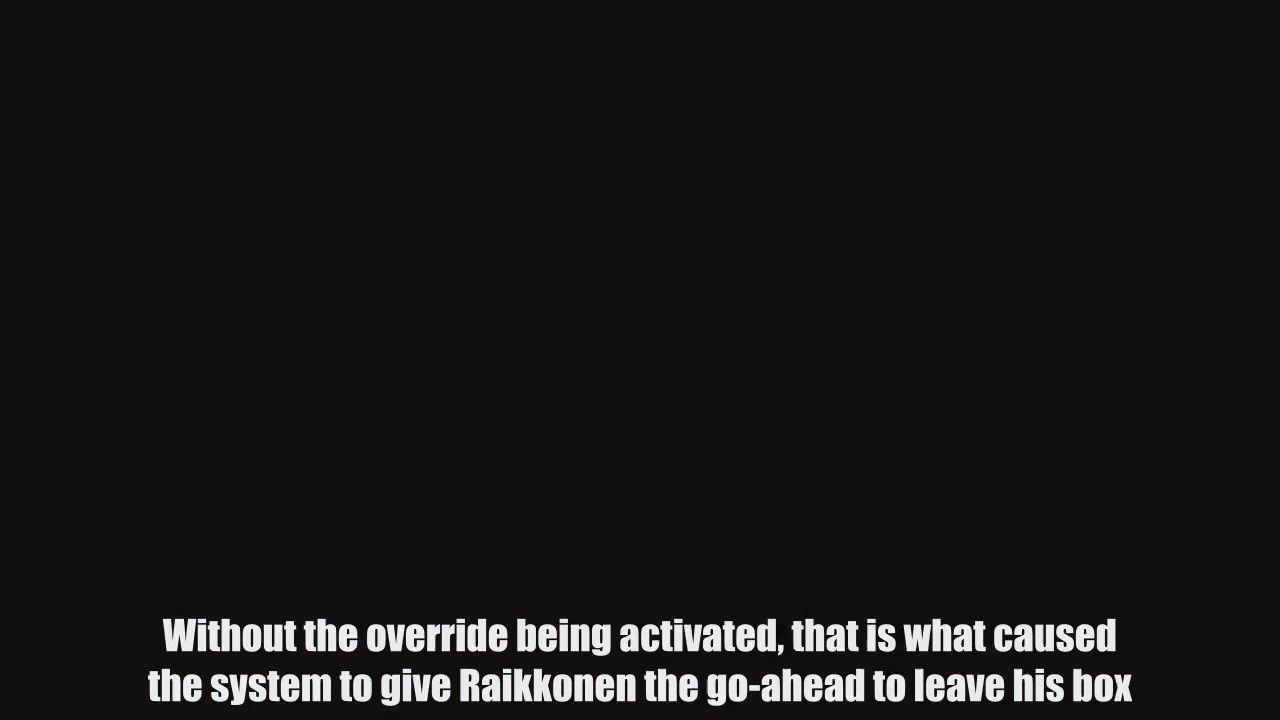 Without the override being activated, that is what caused
the system to give Raikkonen the go-ahead to leave his box